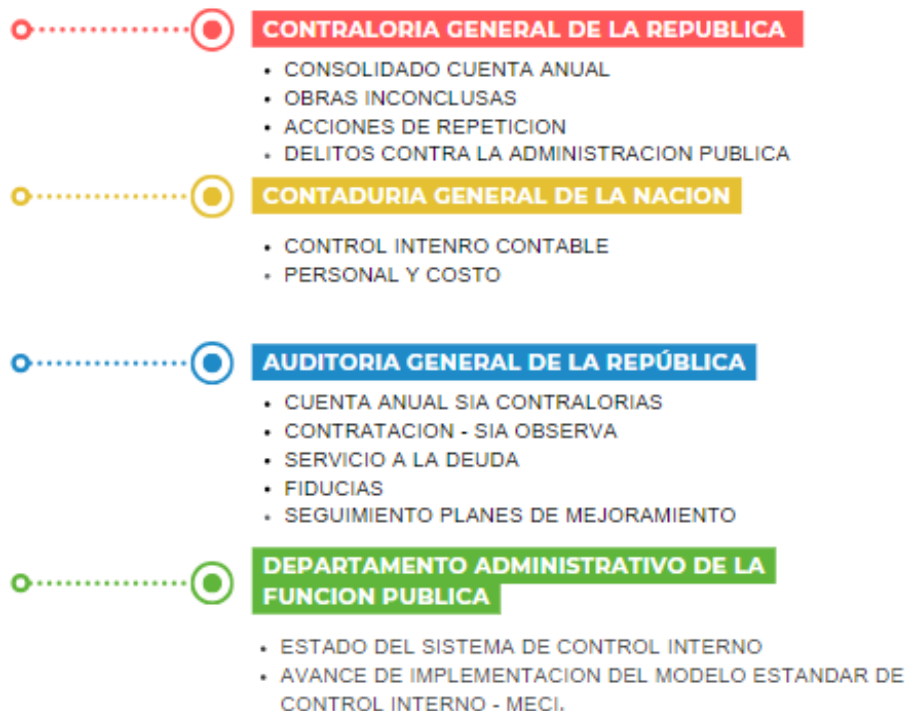 CONTRALORIA GENERAL DE LA REPUBLICA
• CONSOLIDADO CUENTA ANUAL
• OBRAS INCONCLUSAS
• ACCIONES DE REPETICION
• DELITOS CONTRA LA ADMINISTRACION PUBLICA
CONTADURIA GENERAL DE LA NACION
• CONTROL INTENRO CONTABLE
• PERSONAL Y COSTO
AUDITORIA GENERAL DE LA REPÚBLICA
• CUENTA ANUAL SIA CONTRALORIAS
• CONTRATACION - SIA OBSERVA
• SERVICIO A LA DEUDA
• FIDUCIAS
• SEGUIMIENTO PLANES DE MEJORAMIENTO
DEPARTAMENTO ADMINISTRATIVO DE LA
FUNCION PUBLICA
• ESTADO DEL SISTEMA DE CONTROL INTERNO
• AVANCE DE IMPLEMENTACION DEL MODELO ESTANDAR DE
CONTROL INTERNO - MECI.